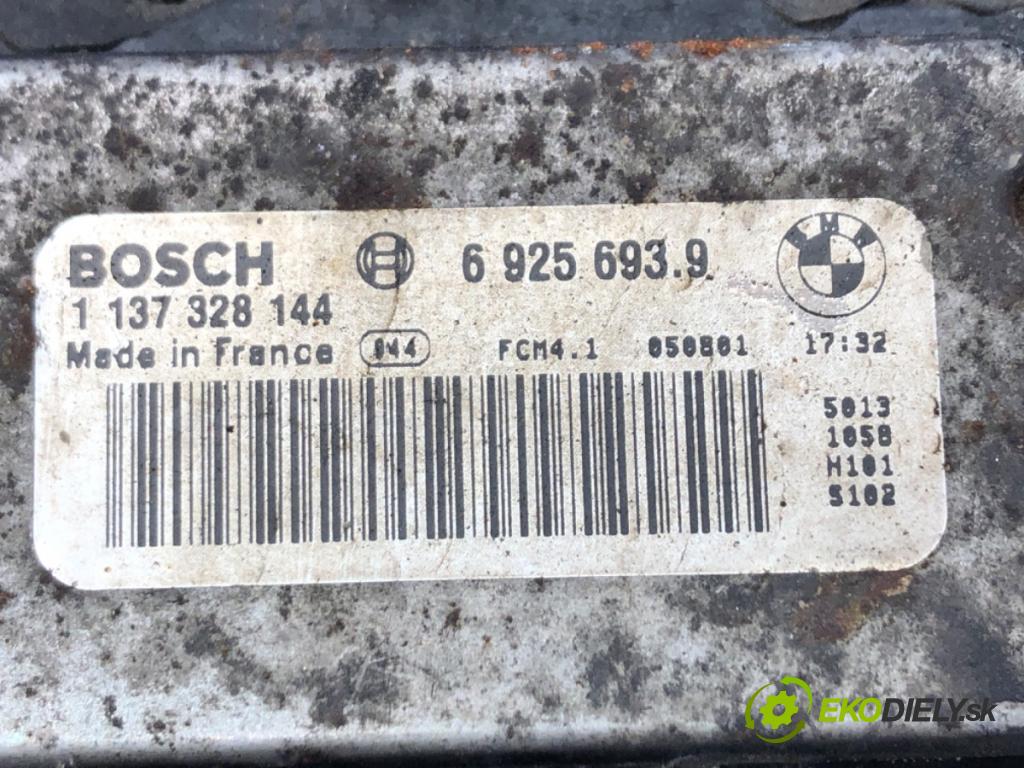 BOSCH 6 925 693.9 BMW
1 137 328 144
Made in France 044 FCM4.1 050801 17:32
5013
1058
H101
S102
EKODIELY.sk